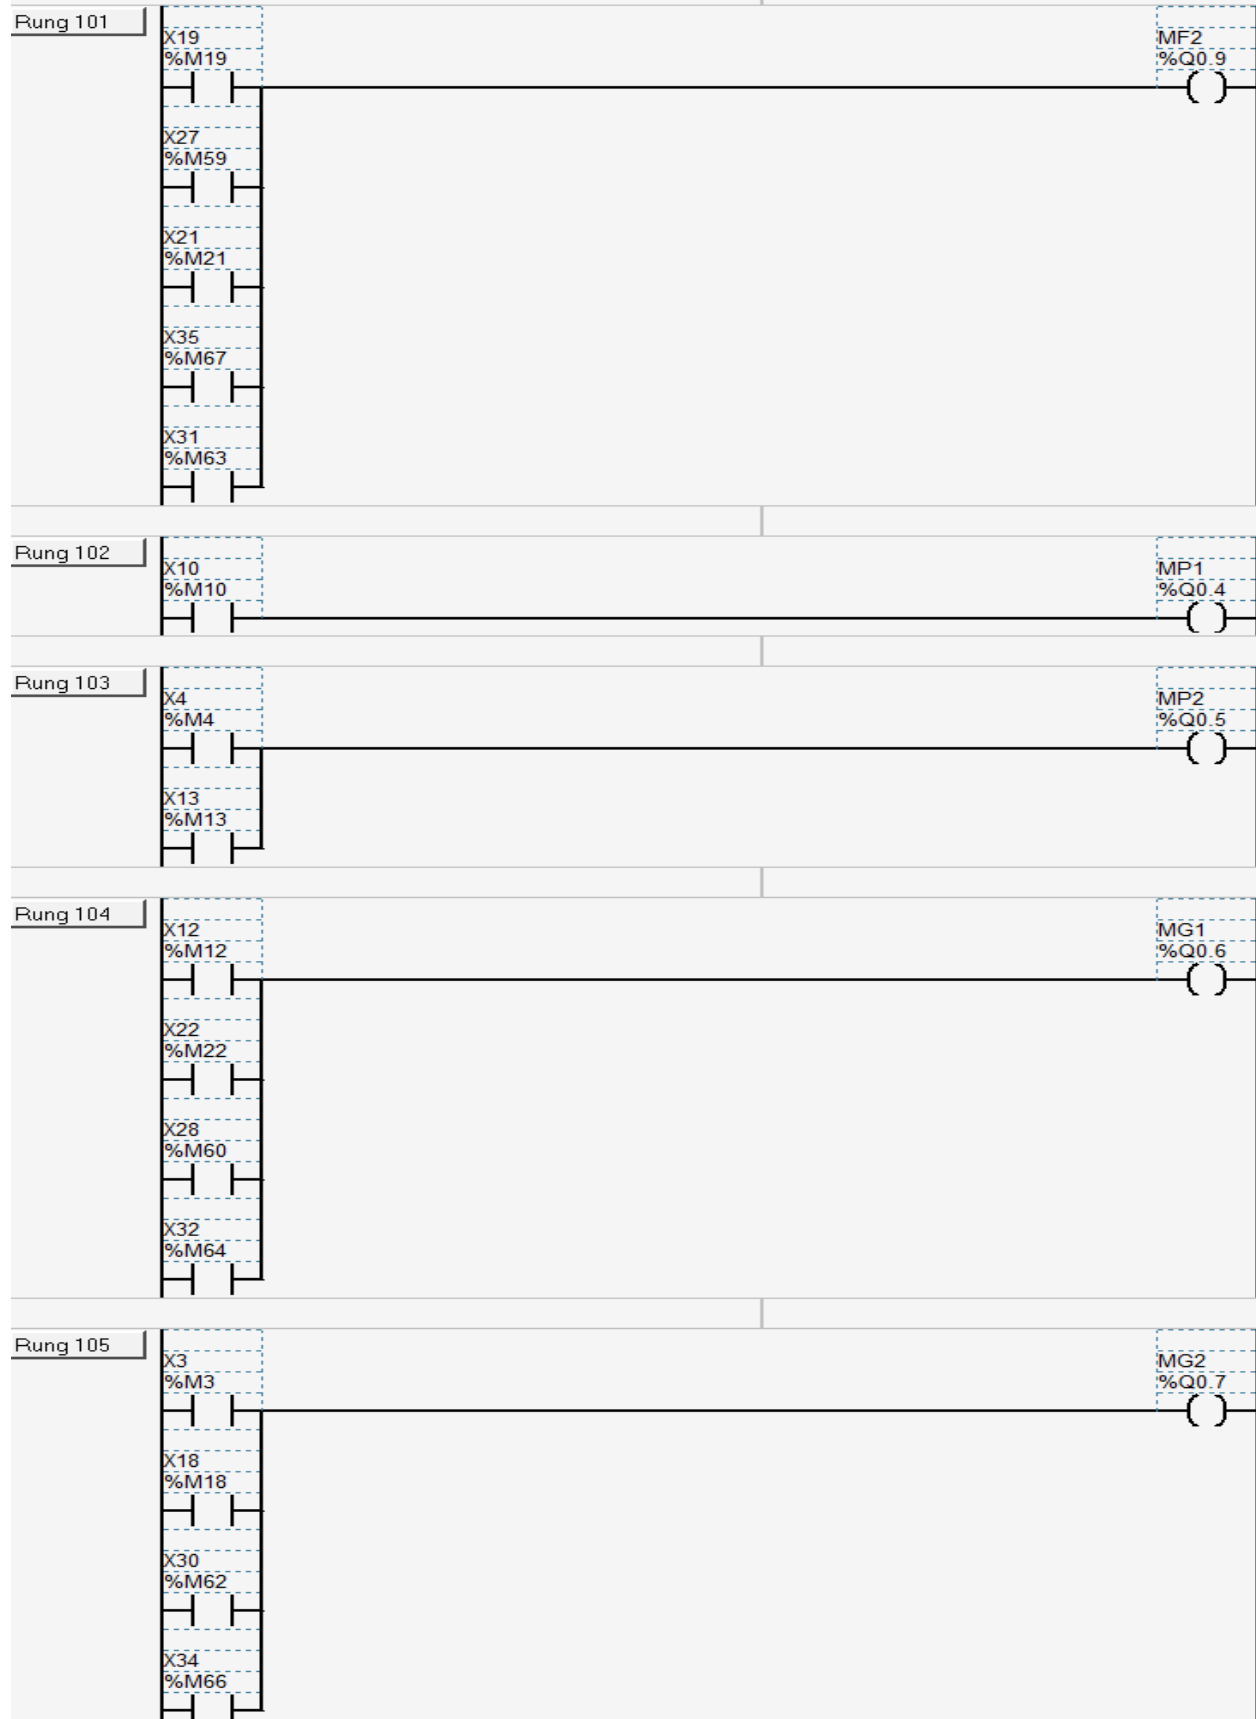 Rung 101
X19
%M19
MF2
%Q0.9
X27
%M59
X21
%M21
X35
%M67
X31
%M63
Rung 102
X10
%M10
MP1
%Q0.4
Rung 103
X4
%M4
MP2
%Q0.5
X13
%M13
Rung 104
X12
%M12
MG1
%Q0.6
X22
%M22
X28
%M60
X32
%M64
Rung 105
X3
%M3
MG2
%Q0.7
X18
%M18
X30
%M62
X34
%M66